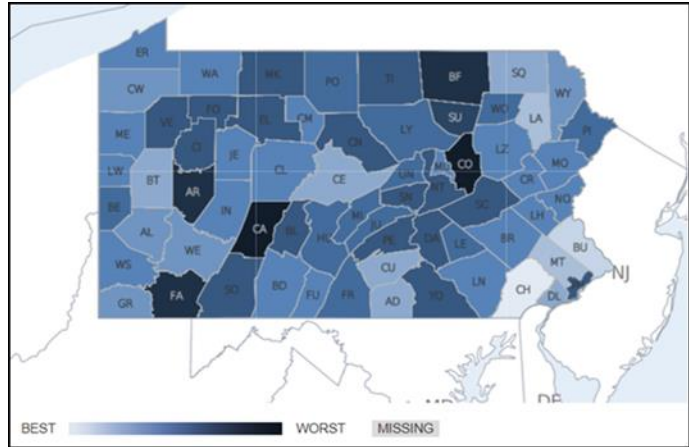 ER
WA
MK
PO
TI
BF
SQ
CW
WY
VE
FO
EL
CM
SU
WO
LA
PI
ME
CI
JE
CN
LY
LZ
LW
BT
CL
CE
UN
CO
MO
CR
AR
IN
SN
NT
SC
NO
BE
CA
MI
JU
LH
AL
BL
HU
PE
DA
LE
BR
BU
WS
WE
CU
MT
NJ
GR
FA
SO
BD
FU
FR
AD
YO
LN
CH
DL
DE
BEST
WORST
MISSING